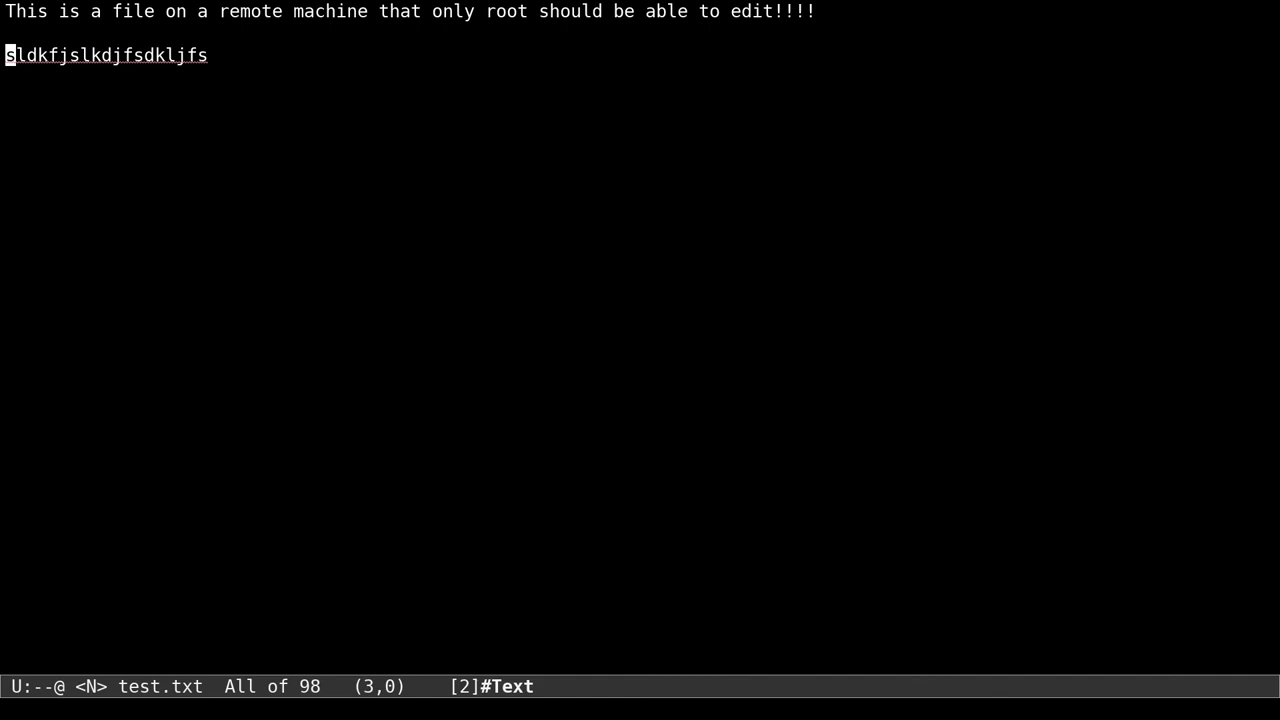 This is a file on a remote machine that only root should be able to edit!!!!
sldkfjslkdjfsdkljfs
U:--@ <N> test.txt All of 98 (3,0) [2]#Text